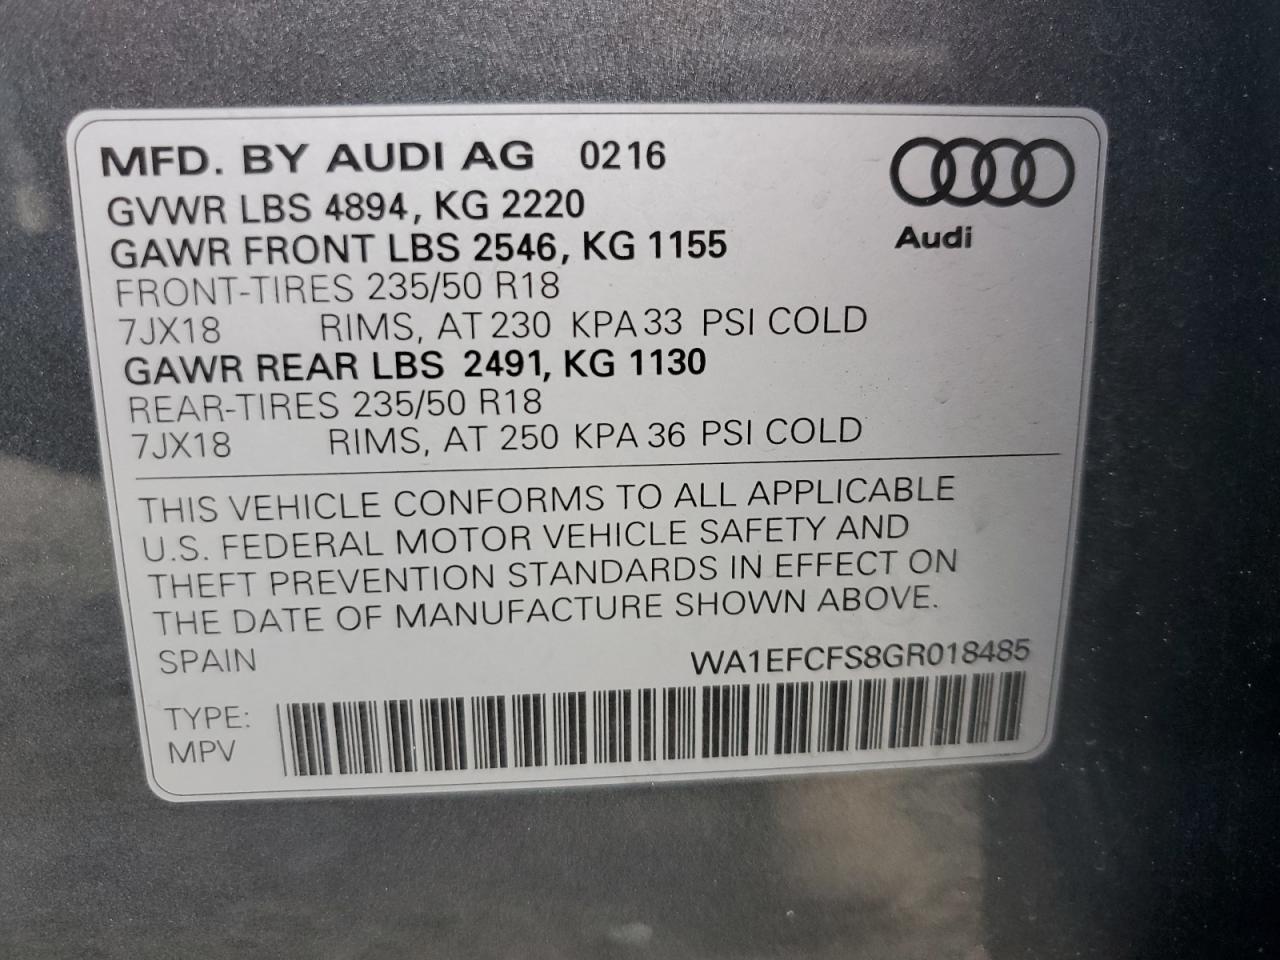 MFD. BY AUDI AG 0216
Audi
GVWR LBS 4894, KG 2220
GAWR FRONT LBS 2546, KG 1155
FRONT-TIRES 235/50 R18
7JX18 RIMS, AT 230 KPA 33 PSI COLD
GAWR REAR LBS 2491, KG 1130
REAR-TIRES 235/50 R18
7JX18 RIMS, AT 250 KPA 36 PSI COLD
THIS VEHICLE CONFORMS TO ALL APPLICABLE
U.S. FEDERAL MOTOR VEHICLE SAFETY AND
THEFT PREVENTION STANDARDS IN EFFECT ON
THE DATE OF MANUFACTURE SHOWN ABOVE.
SPAIN WA1EFCFS8GR018485
TYPE:
MPV